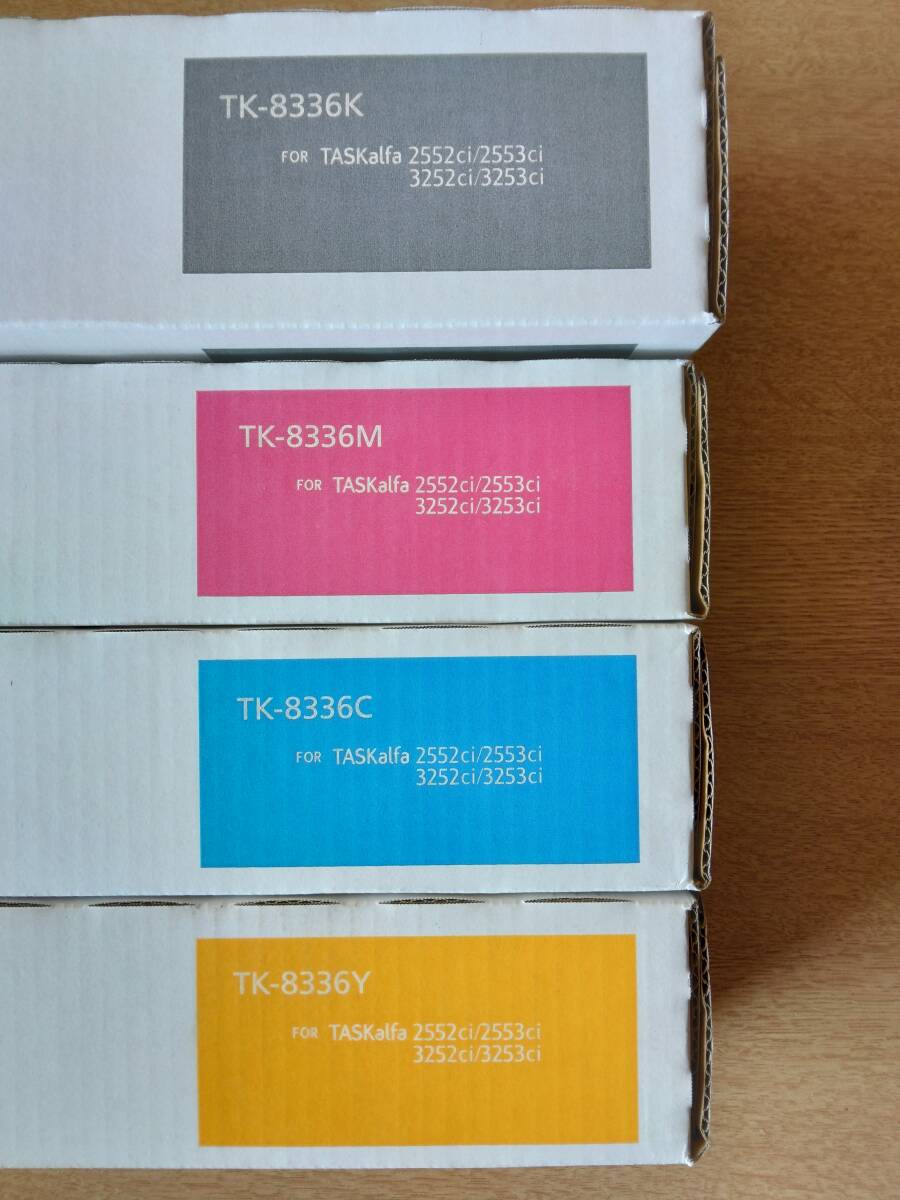 TK-8336K
FOR TASKalfa 2552ci/2553ci
3252ci/3253ci
TK-8336M
FOR TASKalfa 2552ci/2553ci
3252ci/3253ci
TK-8336C
FOR TASKalfa 2552ci/2553ci
3252ci/3253ci
TK-8336Y
FOR TASKalfa 2552ci/2553ci
3252ci/3253ci